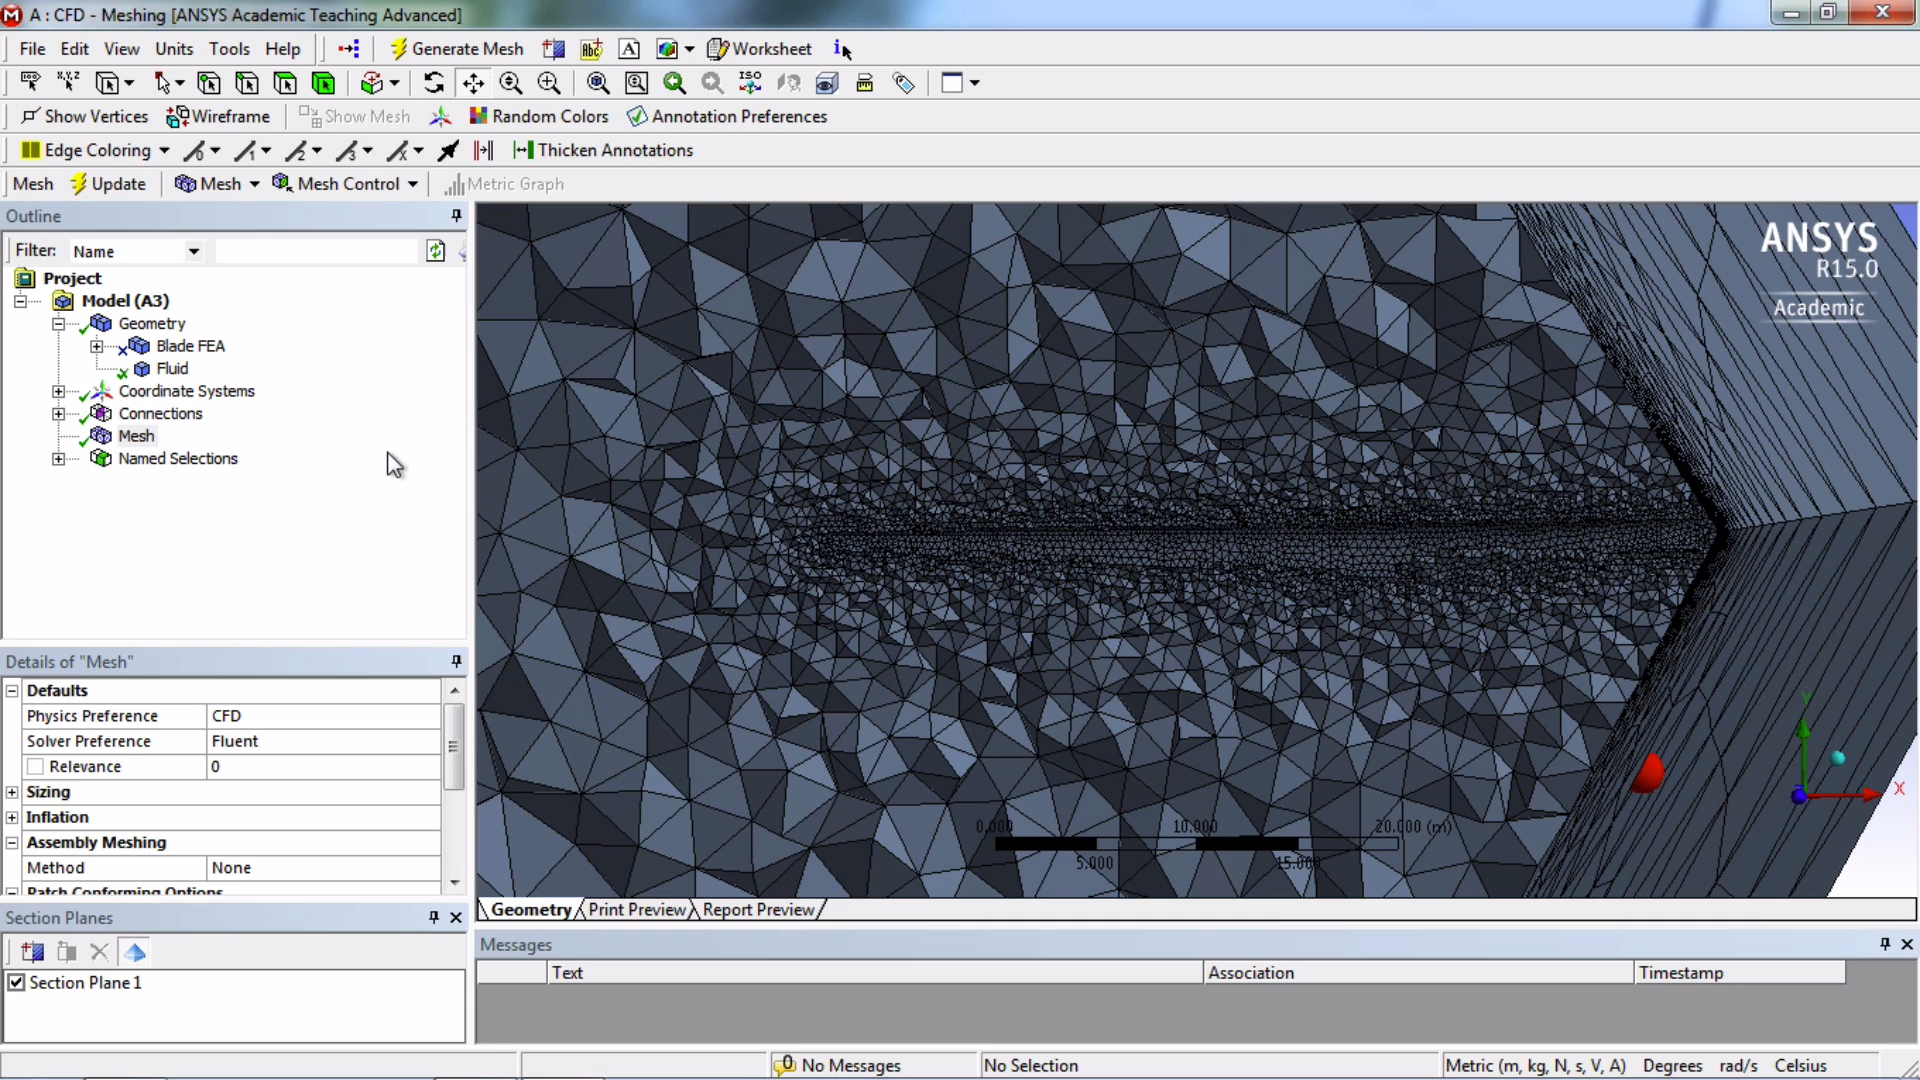 A : CFD - Meshing [ANSYS Academic Teaching Advanced]
File Edit View Units Tools Help Generate Mesh Abc A Worksheet
ISO
Show Vertices Wireframe Show Mesh Random Colors Annotation Preferences
Edge Coloring Thicken Annotations
Mesh Update Mesh Mesh Control Metric Graph
Outline
Filter: Name
Project
Model (A3)
Geometry
Blade FEA
Fluid
Coordinate Systems
Connections
Mesh
Named Selections
ANSYS
R15.0
Academic
Y
X
0.000 10.000 20.000 (m)
5.000 15.000
Details of "Mesh"
Defaults
Physics Preference CFD
Solver Preference Fluent
Relevance 0
Sizing
Inflation
Assembly Meshing
Method None
Patch Conforming Options
Geometry Print Preview Report Preview
Section Planes
Section Plane 1
Messages
Text Association Timestamp
0 No Messages No Selection Metric (m, kg, N, s, V, A) Degrees rad/s Celsius